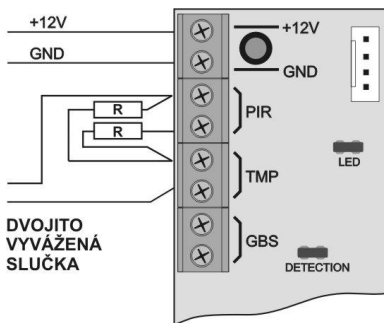 +12V
GND
+12V
GND
R
R
PIR
TMP
GBS
LED
DETECTION
DVOJITO
VYVÁŽENÁ
SLUČKA